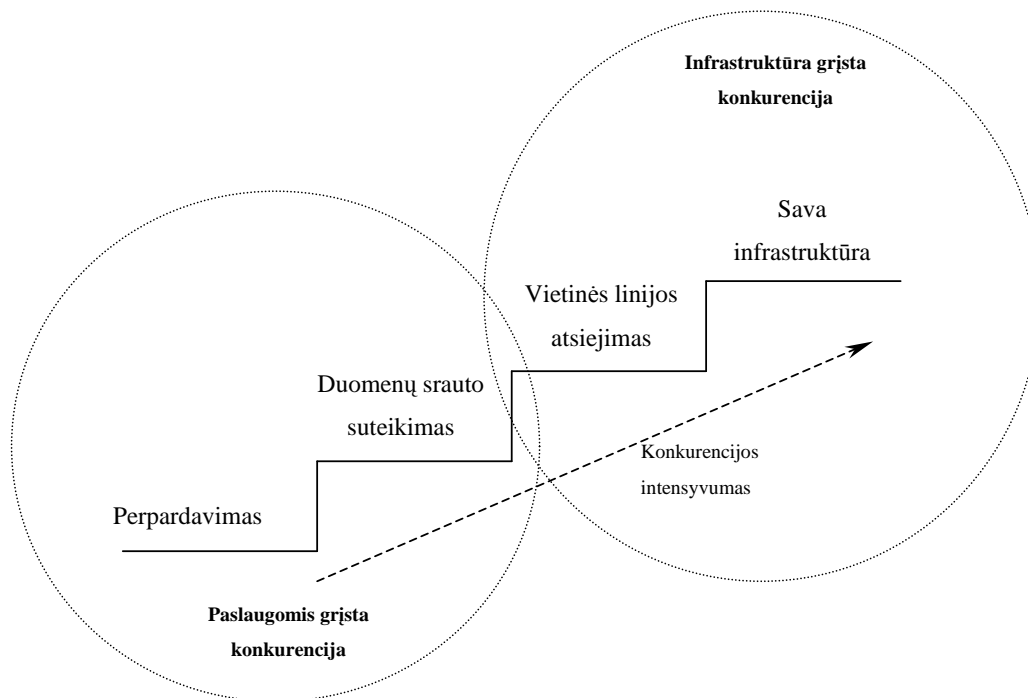 Infrastruktūra grįsta
konkurencija
Sava
infrastruktūra
Vietinės linijos
atsiejimas
Duomenų srauto
suteikimas
Konkurencijos
intensyvumas
Perpardavimas
Paslaugomis grįsta
konkurencija